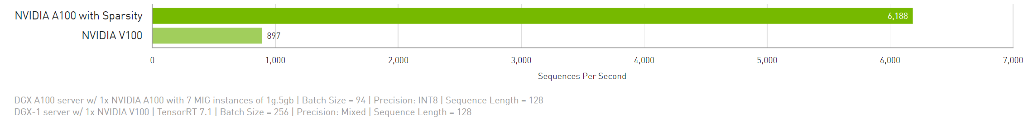 NVIDIA A100 with Sparsity
6,188
NVIDIA V100
897
0 1,000 2,000 3,000 4,000 5,000 6,000 7,000
Sequences Per Second
DGX A100 server w/ 1x NVIDIA A100 with 7 MIG instances of 1g.5gb | Batch Size = 94 | Precision: INT8 | Sequence Length = 128
DGX-1 server w/ 1x NVIDIA V100 | TensorRT 7.1 | Batch Size = 256 | Precision: Mixed | Sequence Length = 128